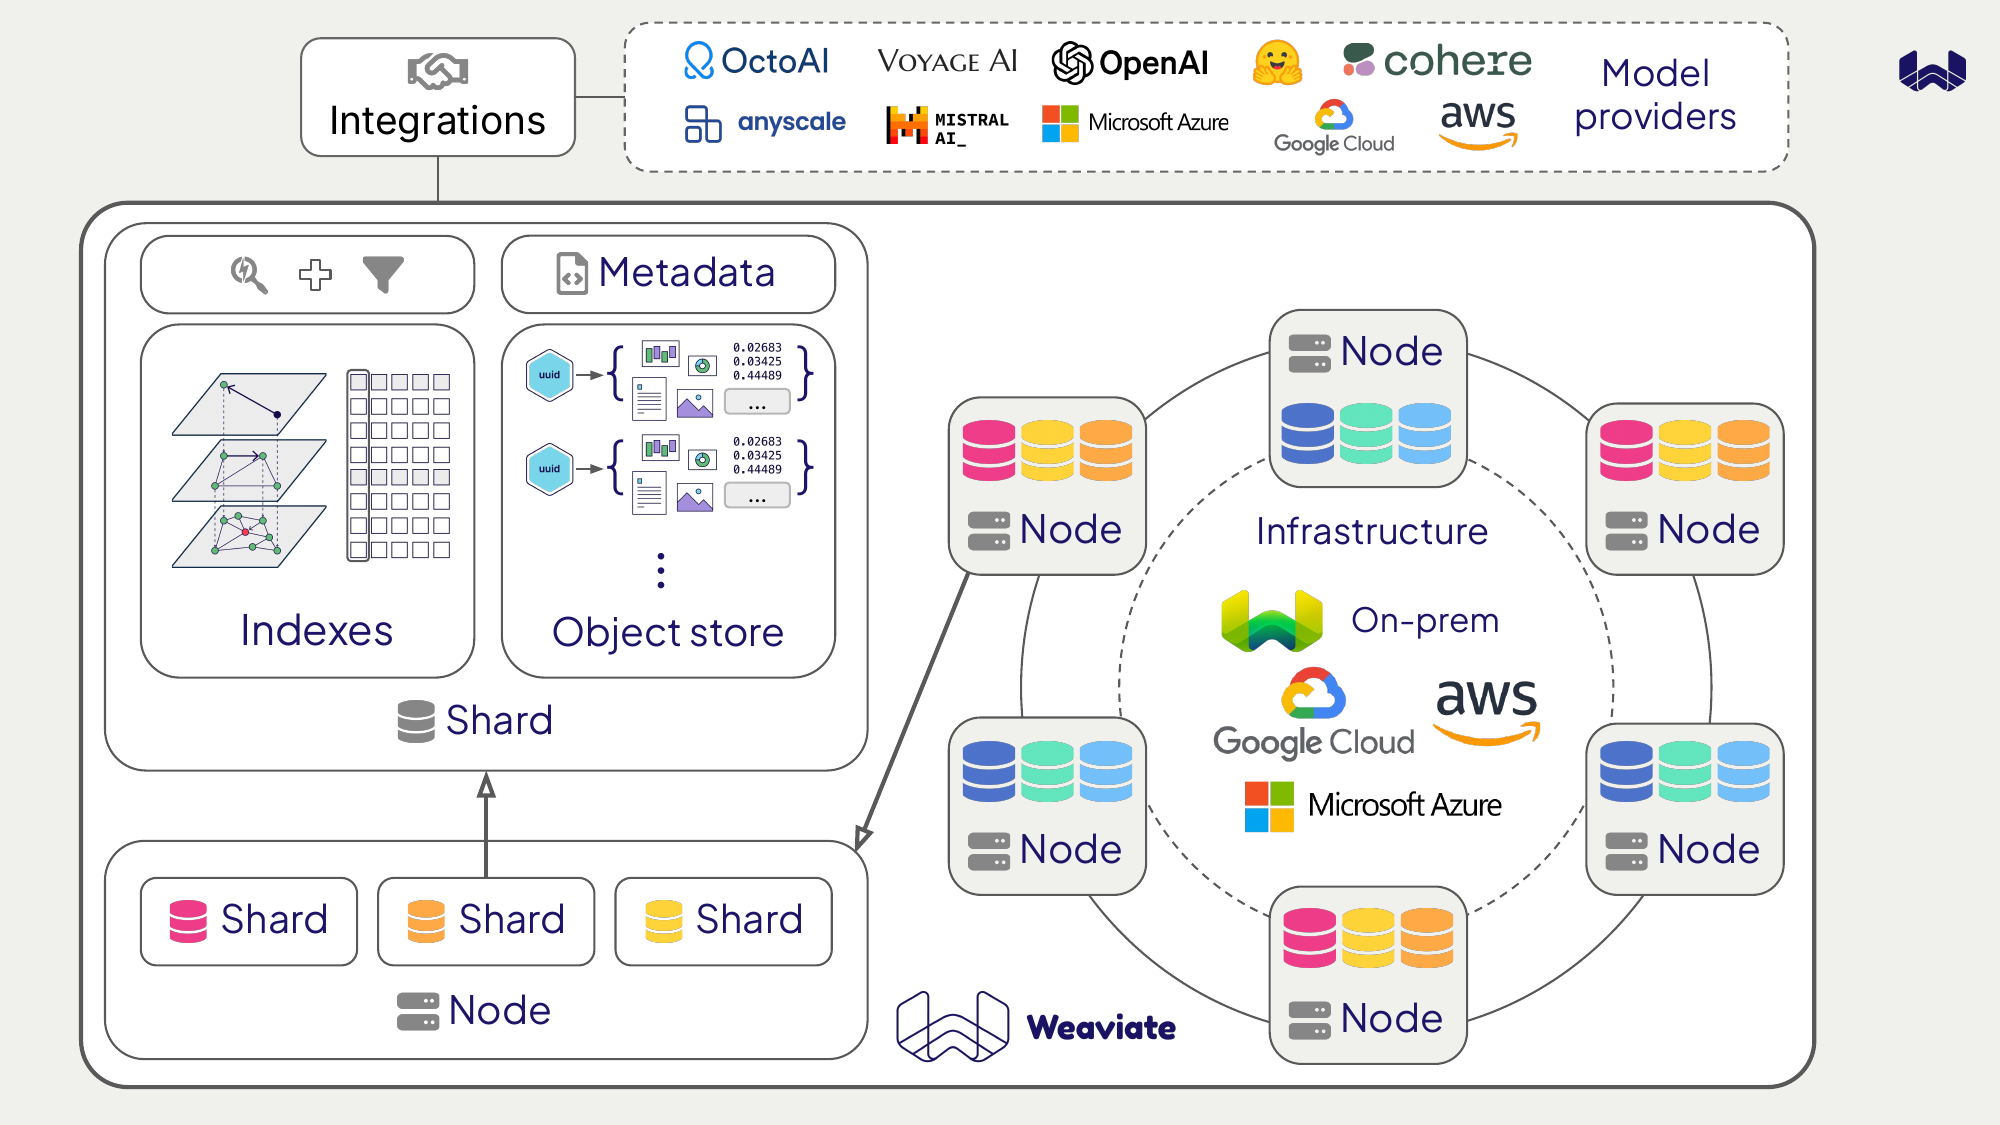 Integrations
OctoAI
VOYAGE AI
OpenAI
cohere
anyscale
MISTRAL
AI_
Microsoft Azure
Google Cloud
aws
Model
providers
Metadata
Indexes
uuid
0.02683
0.03425
0.44489
...
uuid
0.02683
0.03425
0.44489
...
Object store
Shard
Shard
Shard
Shard
Node
Node
Node
Node
Node
Node
Node
Infrastructure
On-prem
Google Cloud
aws
Microsoft Azure
Weaviate